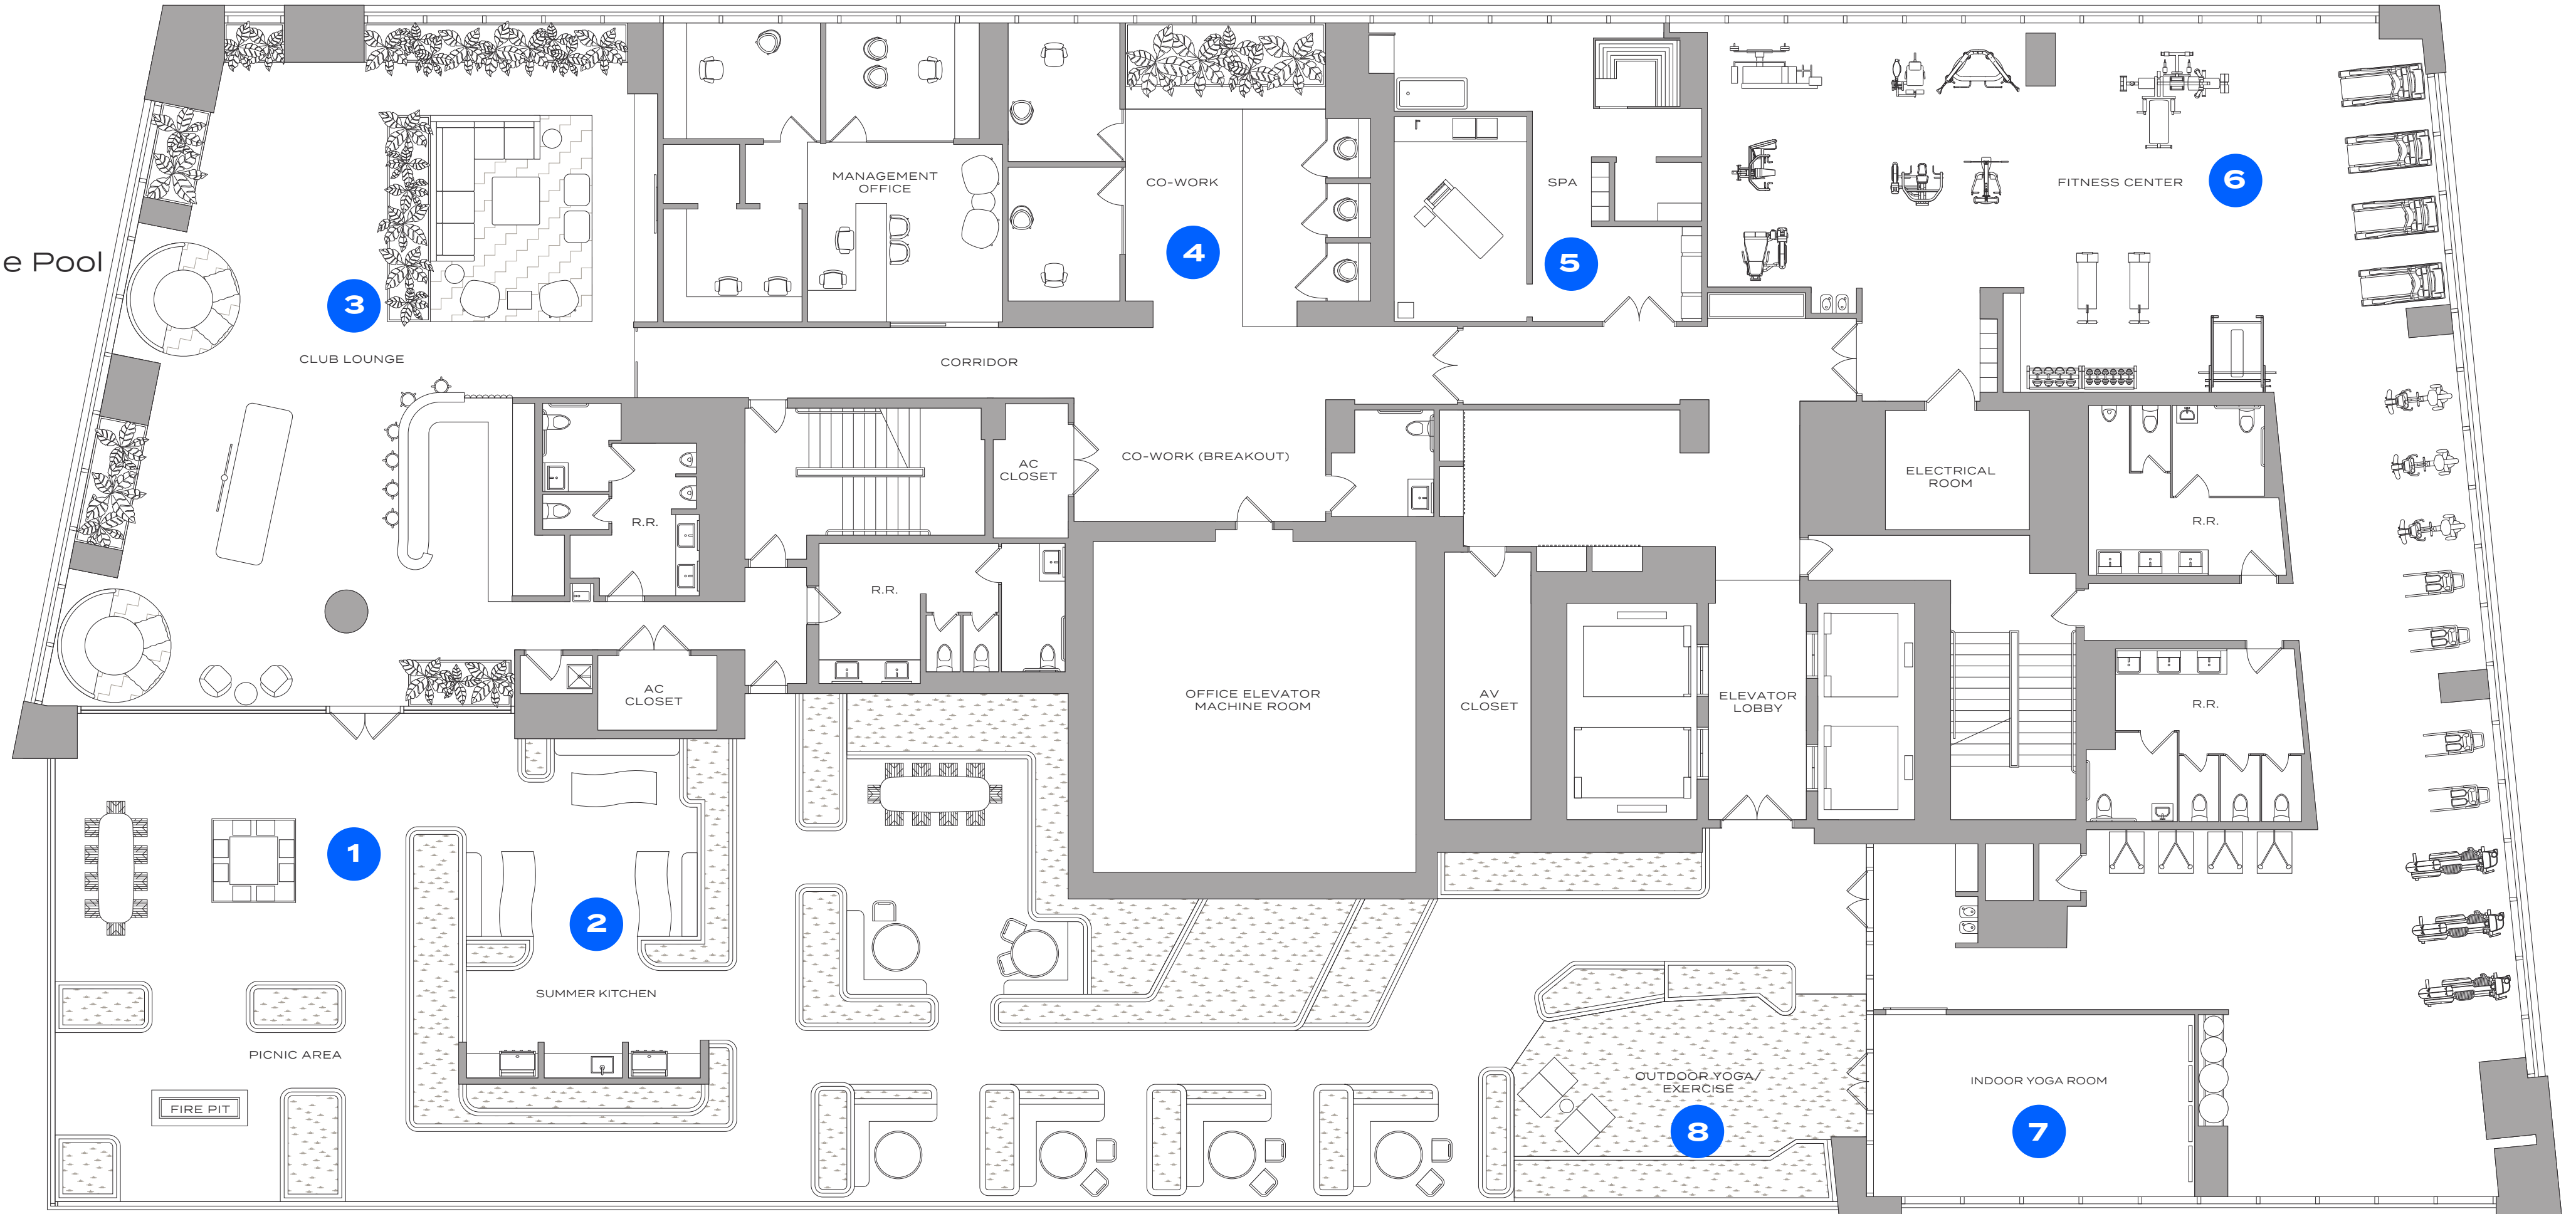 MANAGEMENT
OFFICE
CO-WORK
SPA
FITNESS CENTER
6
4
5
e Pool
3
CLUB LOUNGE
CORRIDOR
CO-WORK (BREAKOUT)
AC
CLOSET
ELECTRICAL
ROOM
R.R.
R.R.
R.R.
AC
CLOSET
OFFICE ELEVATOR
MACHINE ROOM
AV
CLOSET
ELEVATOR
LOBBY
R.R.
1
2
SUMMER KITCHEN
PICNIC AREA
FIRE PIT
OUTDOOR YOGA/
EXERCISE
8
INDOOR YOGA ROOM
7